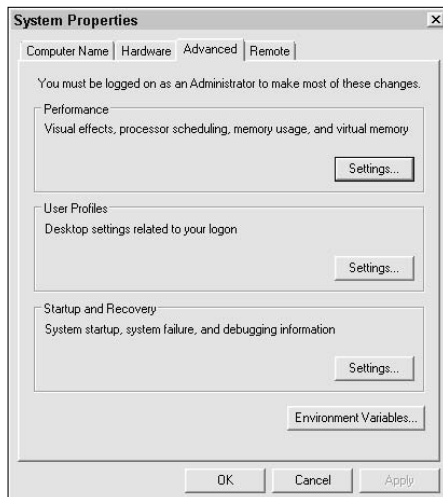 System Properties
Computer Name Hardware Advanced Remote
You must be logged on as an Administrator to make most of these changes.
Performance
Visual effects, processor scheduling, memory usage, and virtual memory
Settings...
User Profiles
Desktop settings related to your logon
Settings...
Startup and Recovery
System startup, system failure, and debugging information
Settings...
Environment Variables...
OK Cancel Apply